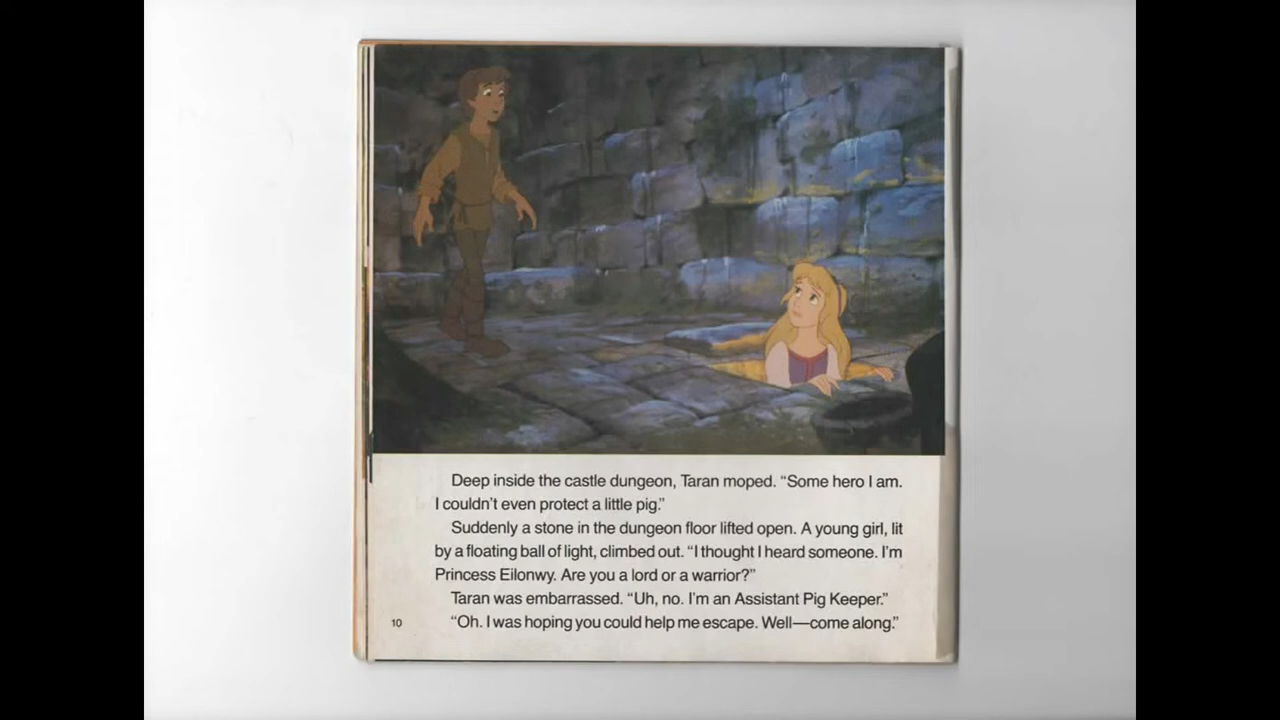 Deep inside the castle dungeon, Taran moped. “Some hero I am.
I couldn’t even protect a little pig.”
Suddenly a stone in the dungeon floor lifted open. A young girl, lit
by a floating ball of light, climbed out. “I thought I heard someone. I’m
Princess Eilonwy. Are you a lord or a warrior?”
Taran was embarrassed. “Uh, no. I’m an Assistant Pig Keeper.”
“Oh. I was hoping you could help me escape. Well—come along.”
10